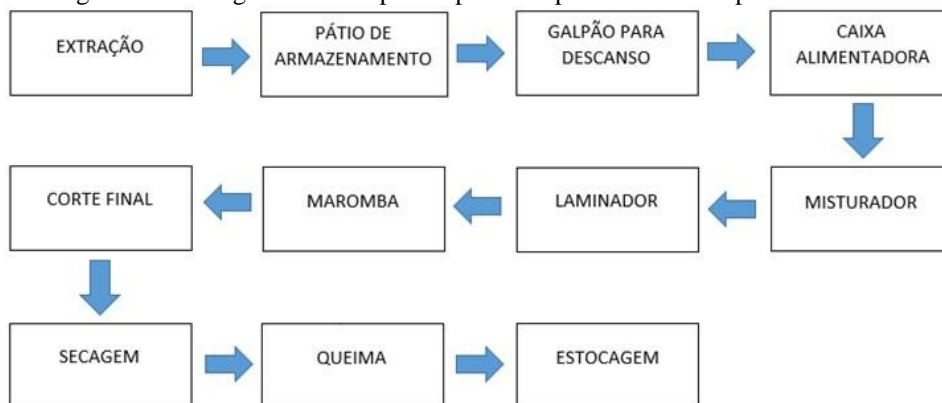 EXTRAÇÃO
PÁTIO DE
ARMAZENAMENTO
GALPÃO PARA
DESCANSO
CAIXA
ALIMENTADORA
MISTURADOR
LAMINADOR
MAROMBA
CORTE FINAL
SECAGEM
QUEIMA
ESTOCAGEM